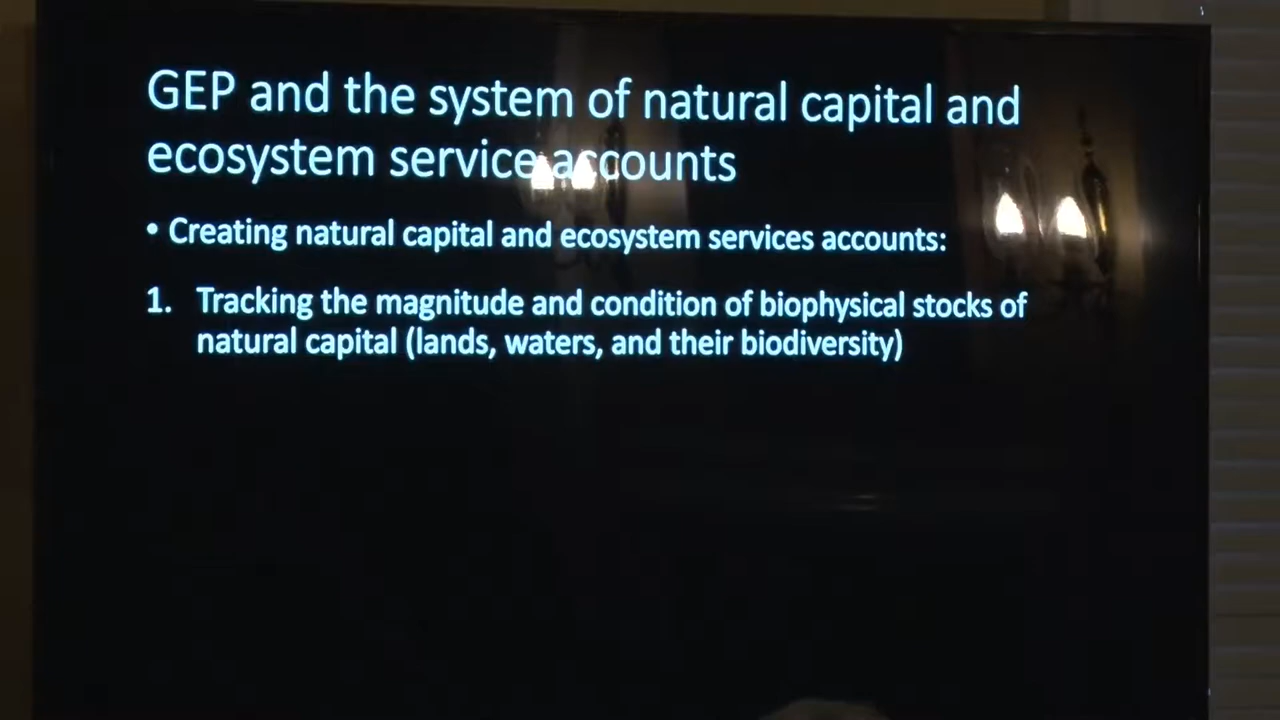 GEP and the system of natural capital and
ecosystem service accounts
• Creating natural capital and ecosystem services accounts:
1. Tracking the magnitude and condition of biophysical stocks of
natural capital (lands, waters, and their biodiversity)